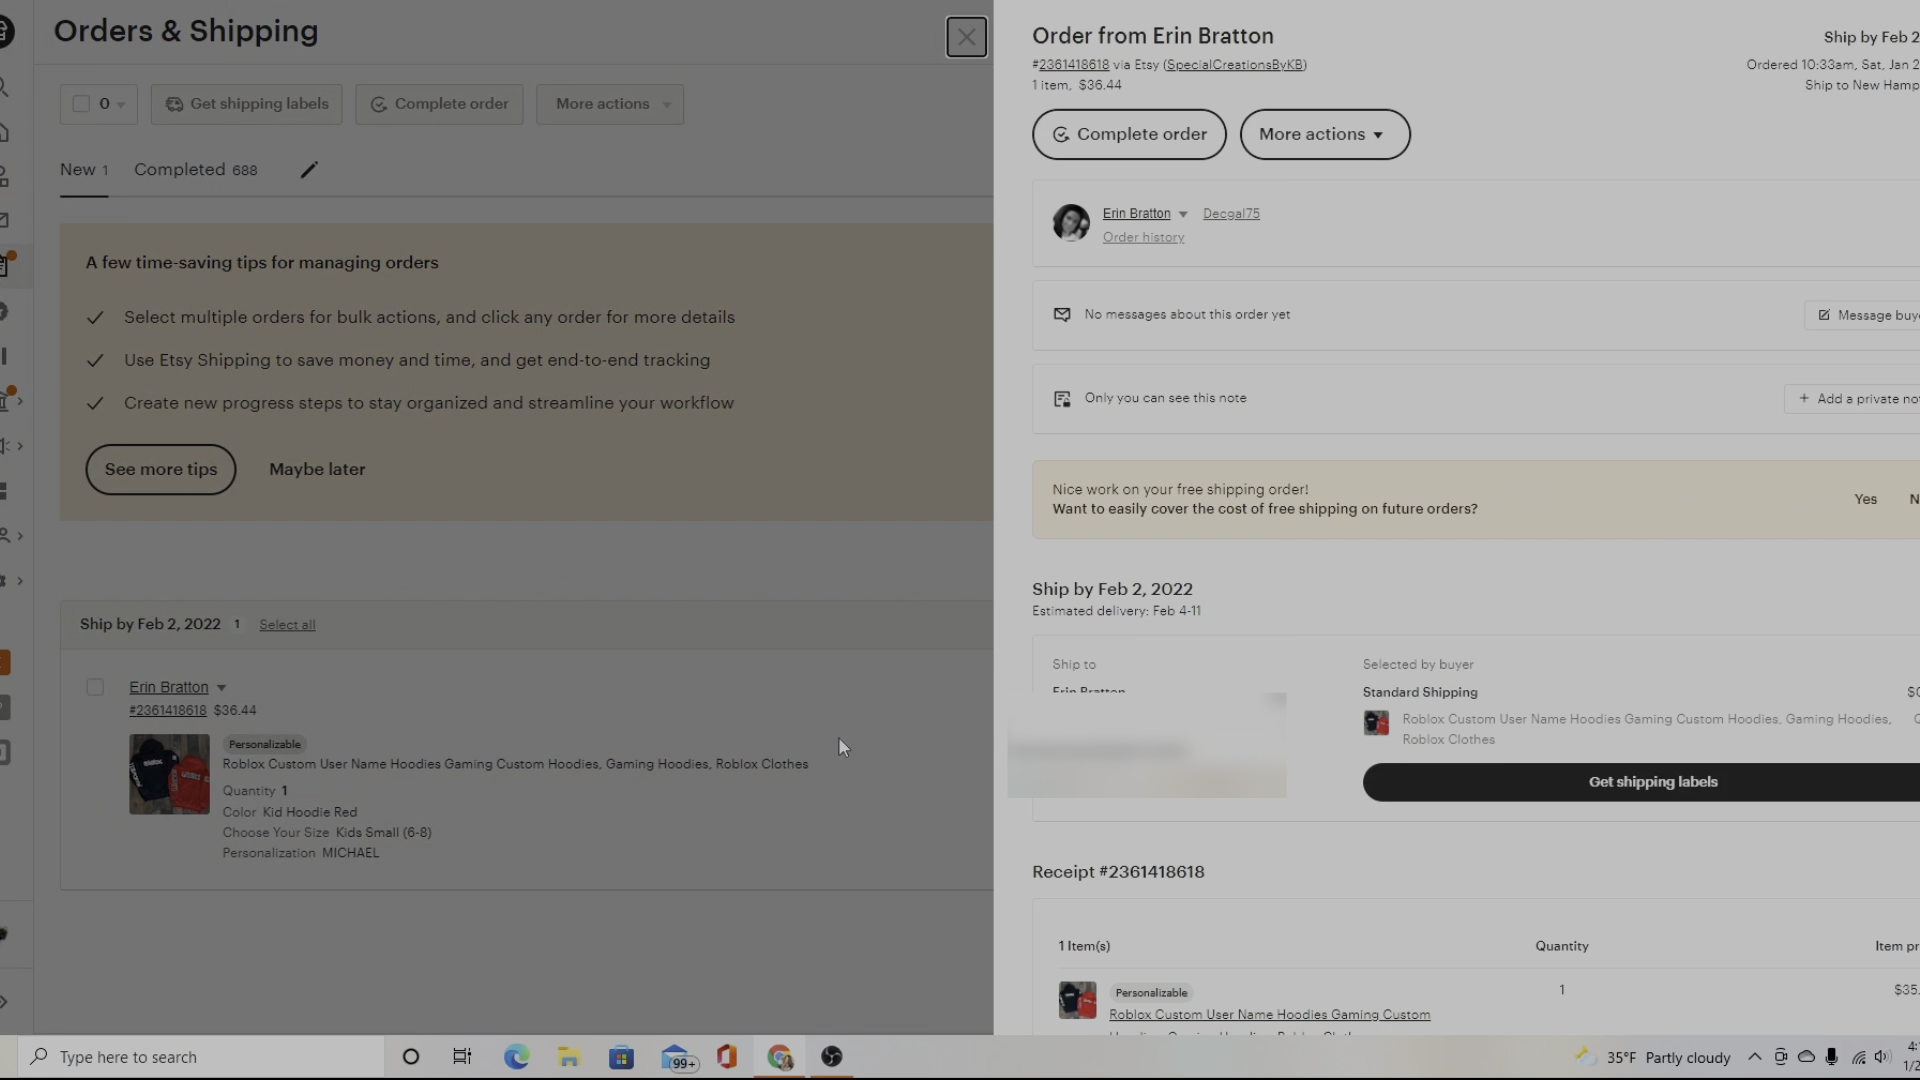 Orders & Shipping
0
Get shipping labels
Complete order
More actions
New 1
Completed 688
A few time-saving tips for managing orders
Select multiple orders for bulk actions, and click any order for more details
Use Etsy Shipping to save money and time, and get end-to-end tracking
Create new progress steps to stay organized and streamline your workflow
See more tips
Maybe later
Ship by Feb 2, 2022 1 Select all
Erin Bratton
#2361418618 $36.44
Personalizable
Roblox Custom User Name Hoodies Gaming Custom Hoodies, Gaming Hoodies, Roblox Clothes
Quantity 1
Color Kid Hoodie Red
Choose Your Size Kids Small (6-8)
Personalization MICHAEL
Order from Erin Bratton
Ship by Feb 2
#2361418618 via Etsy (SpecialCreationsByKB)
Ordered 10:33am, Sat, Jan 2
1 item, $36.44
Ship to New Hamp
Complete order
More actions
Erin Bratton Decgal75
Order history
No messages about this order yet
Message buye
Only you can see this note
+ Add a private no
Nice work on your free shipping order!
Want to easily cover the cost of free shipping on future orders?
Yes N
Ship by Feb 2, 2022
Estimated delivery: Feb 4-11
Ship to
Erin Bratton
Selected by buyer
Standard Shipping
Roblox Custom User Name Hoodies Gaming Custom Hoodies, Gaming Hoodies,
Roblox Clothes
Get shipping labels
Receipt #2361418618
1 Item(s)
Quantity
Item pr
Personalizable
1
$35.
Roblox Custom User Name Hoodies Gaming Custom
Type here to search
99+
35°F Partly cloudy
4:
1/2